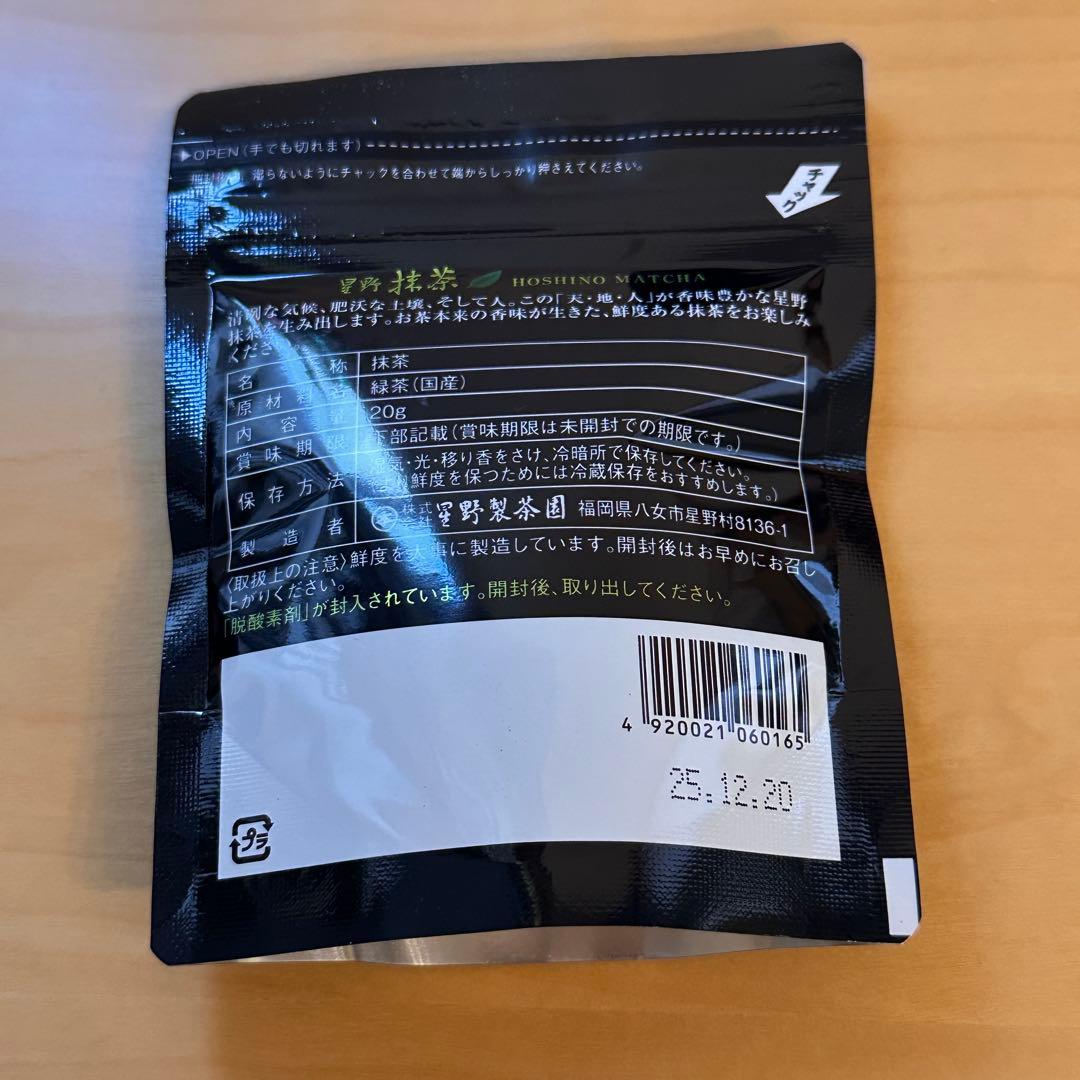 ▶OPEN(手でも切れます)
湿らないようにチャックを合わせて端からしっかり押さえてください。
チャック
星野 抹茶 HOSHINO MATCHA
清冽な気候、肥沃な土壌、そして人。この「天・地・人」が香味豊かな星野
抹茶を生み出します。お茶本来の香味が生きた、鮮度ある抹茶をお楽しみ
ください。
名称 抹茶
原材料名 緑茶(国産)
内容量 20g
賞味期限 下部記載(賞味期限は未開封での期限です。)
保存方法 湿気・光・移り香をさけ、冷暗所で保存してください。
鮮度を保つためには冷蔵保存をおすすめします。)
製造者 株式会社 星野製茶園 福岡県八女市星野村8136-1
〈取扱上の注意〉鮮度を大事に製造しています。開封後はお早めにお召し
上がりください。
「脱酸素剤」が封入されています。開封後、取り出してください。
4 920021 060165
25.12.20
プラ